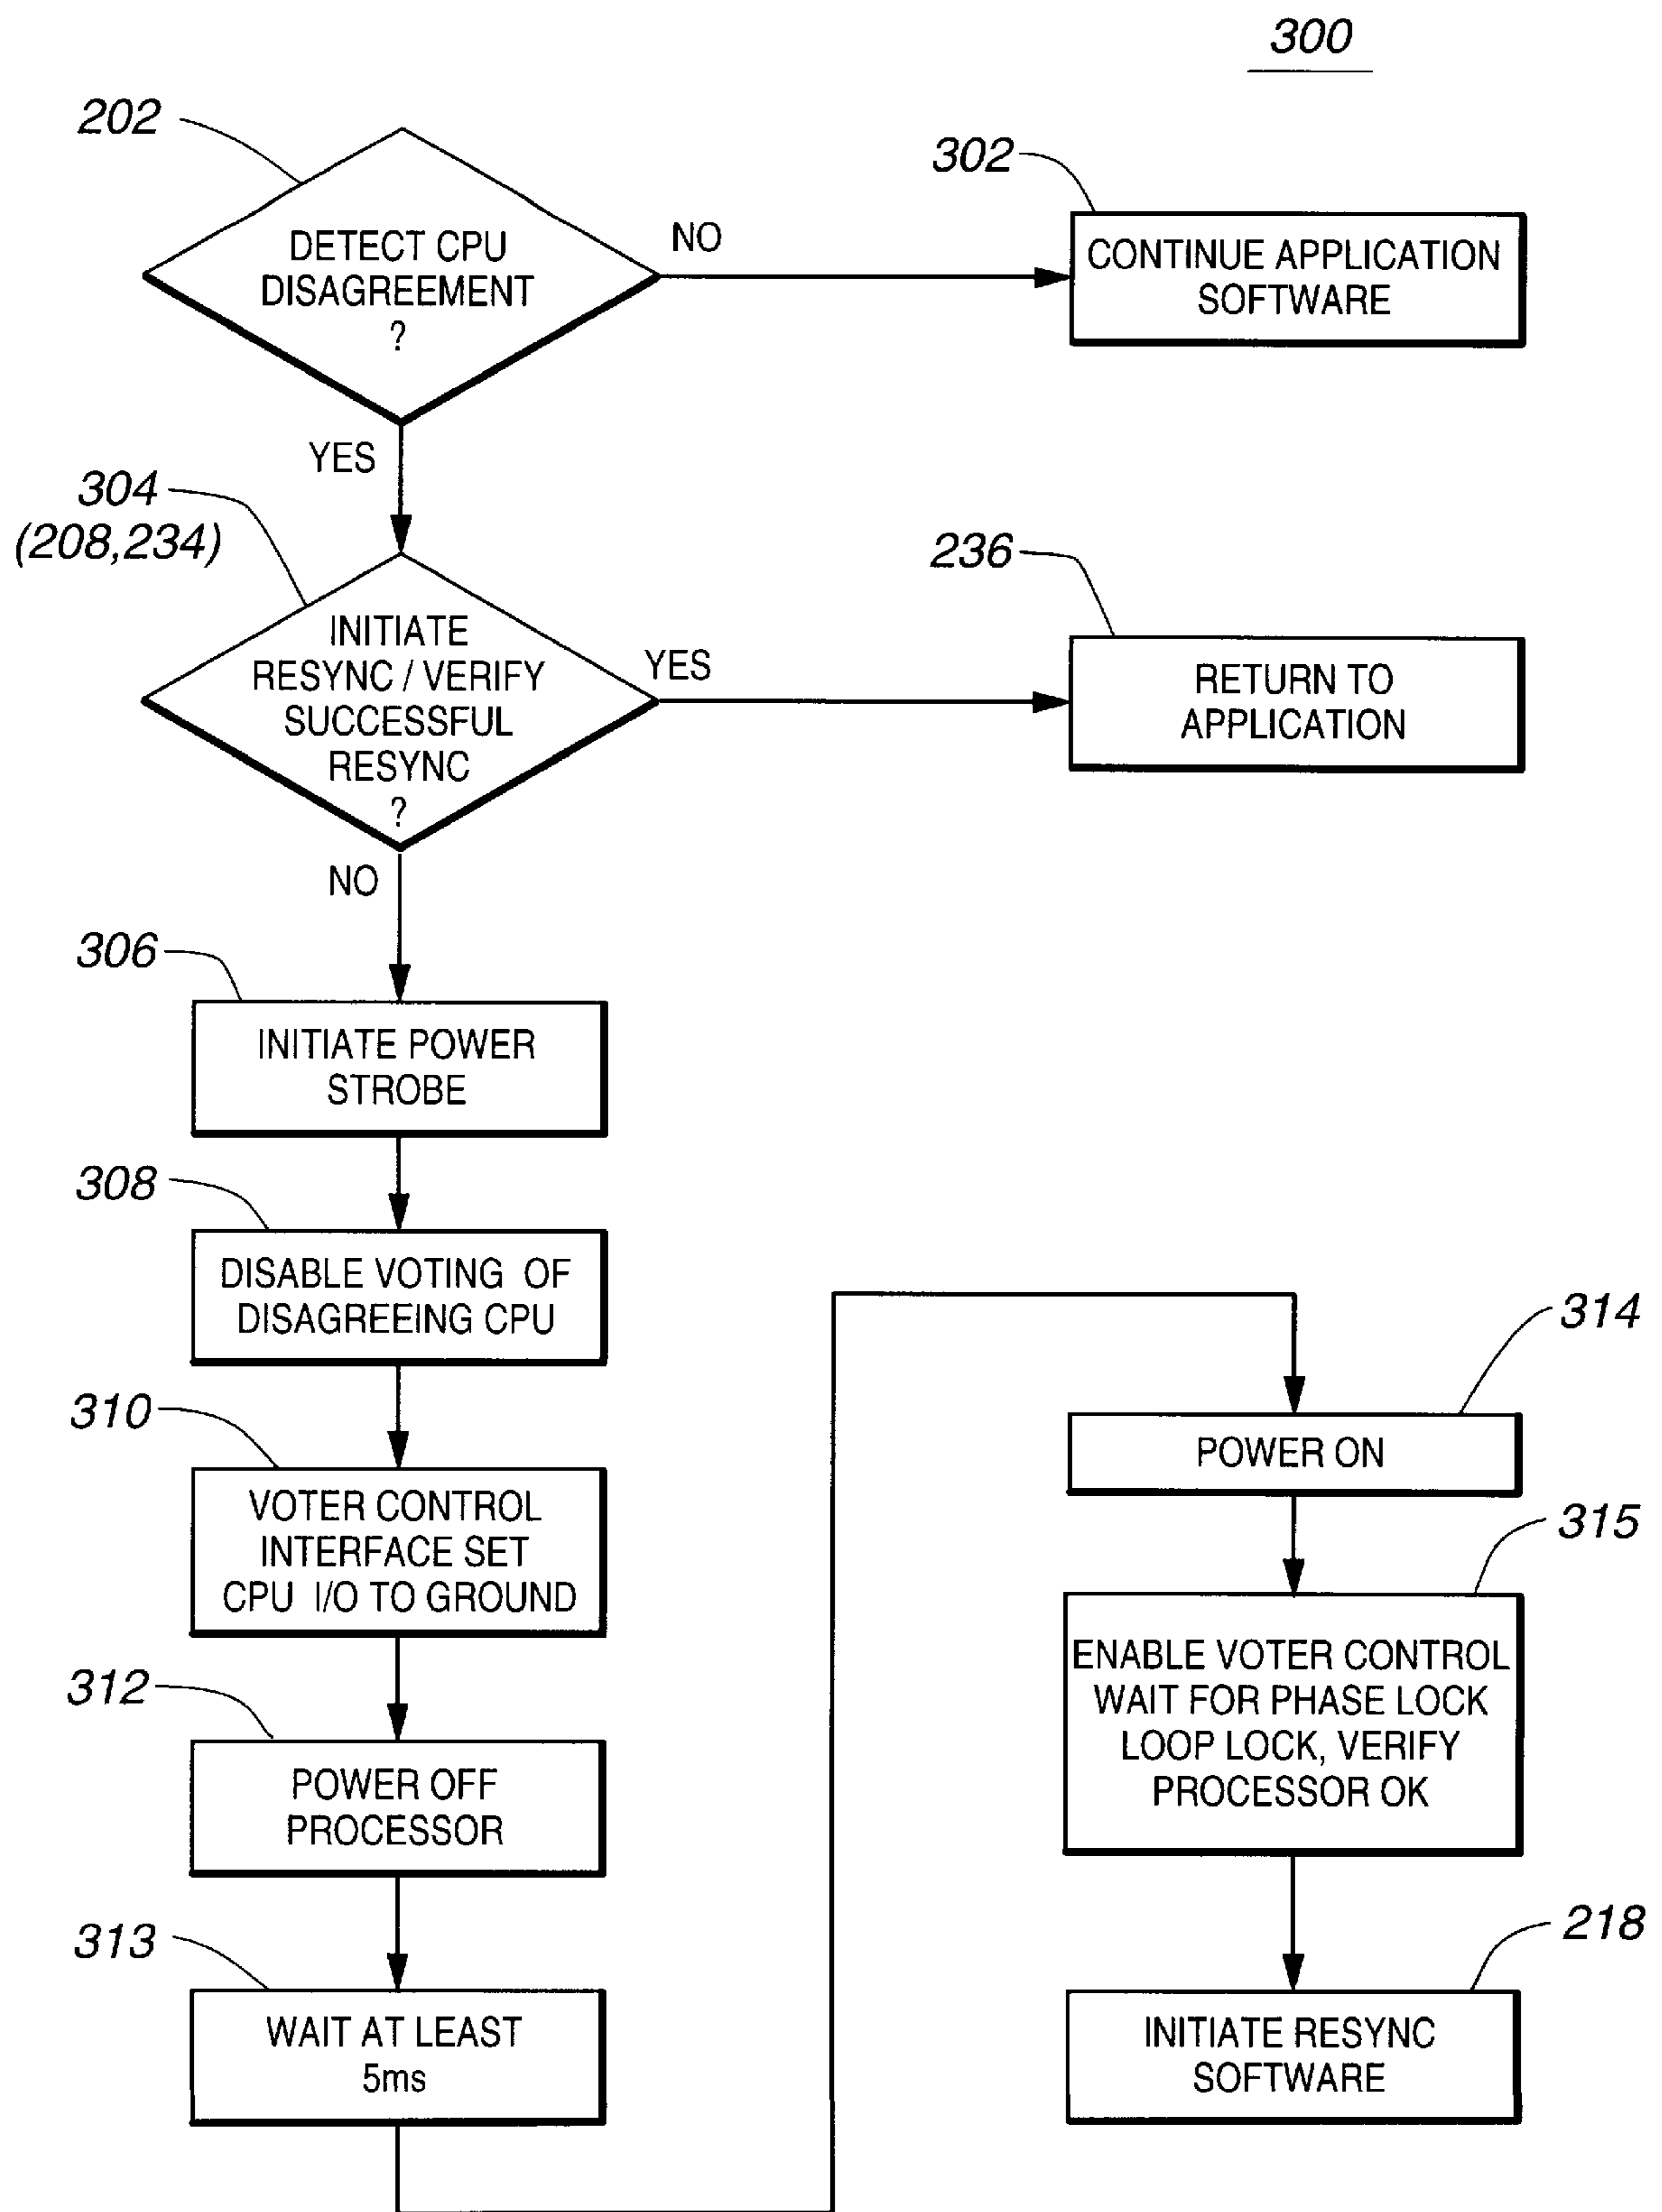 300
202
DETECT CPU
DISAGREEMENT
?
NO
302
CONTINUE APPLICATION
SOFTWARE
YES
304
(208,234)
INITIATE
RESYNC / VERIFY
SUCCESSFUL
RESYNC
?
YES
236
RETURN TO
APPLICATION
NO
306
INITIATE POWER
STROBE
308
DISABLE VOTING OF
DISAGREEING CPU
310
VOTER CONTROL
INTERFACE SET
CPU I/O TO GROUND
312
POWER OFF
PROCESSOR
313
WAIT AT LEAST
5ms
314
POWER ON
315
ENABLE VOTER CONTROL
WAIT FOR PHASE LOCK
LOOP LOCK, VERIFY
PROCESSOR OK
218
INITIATE RESYNC
SOFTWARE